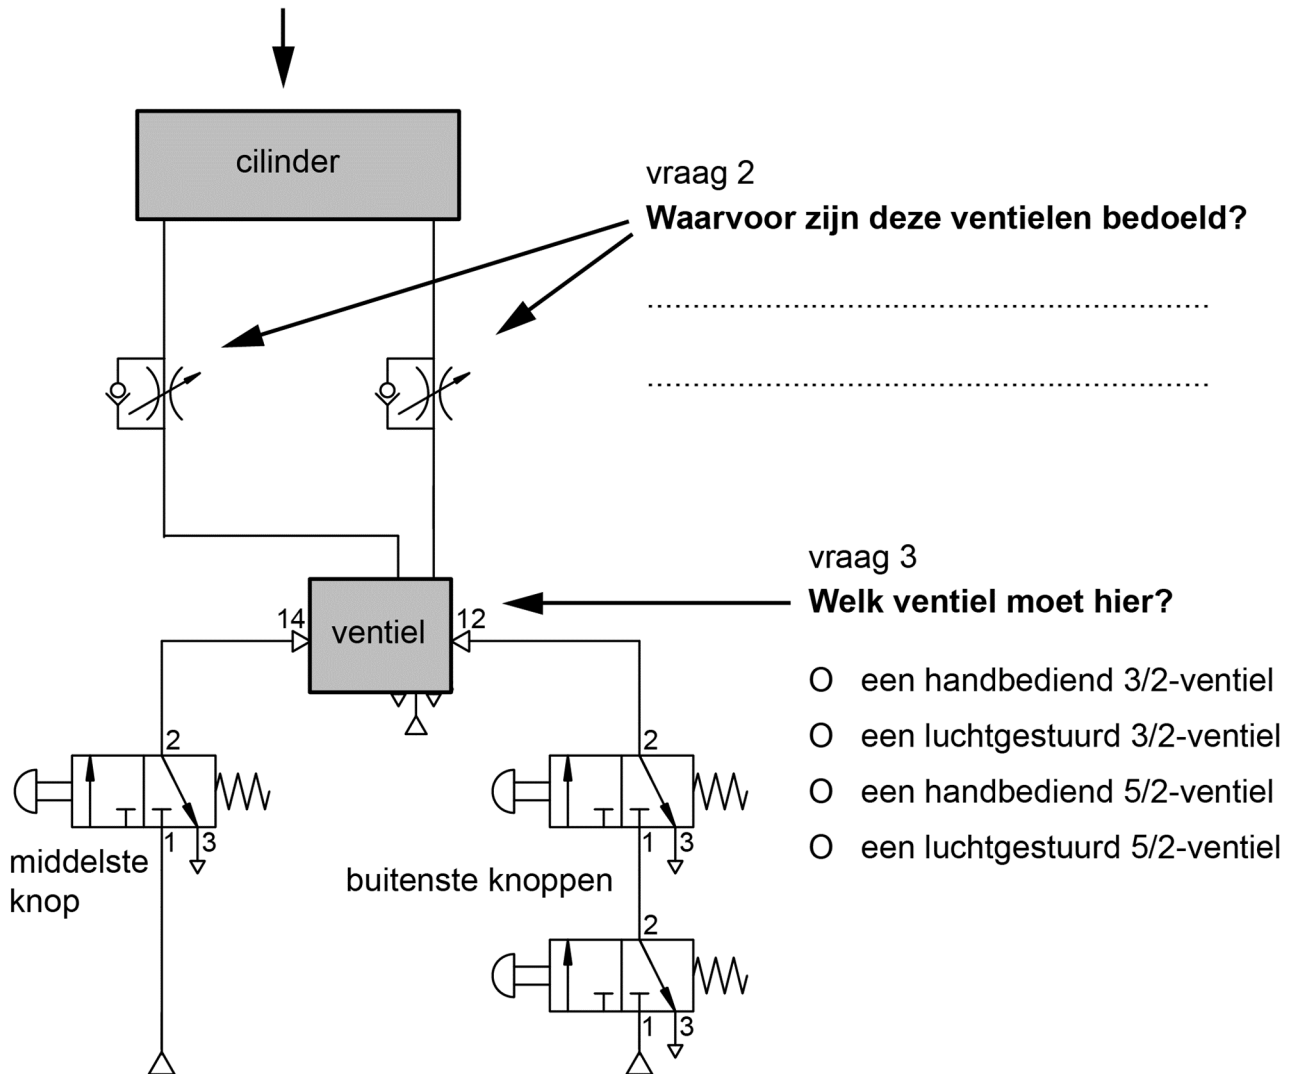 cilinder
vraag 2
Waarvoor zijn deze ventielen bedoeld?
......................................................................
......................................................................
vraag 3
Welk ventiel moet hier?
14
ventiel
12
O een handbediend 3/2-ventiel
O een luchtgestuurd 3/2-ventiel
O een handbediend 5/2-ventiel
O een luchtgestuurd 5/2-ventiel
2
1
3
middelste
knop
2
1
3
buitenste knoppen
2
1
3